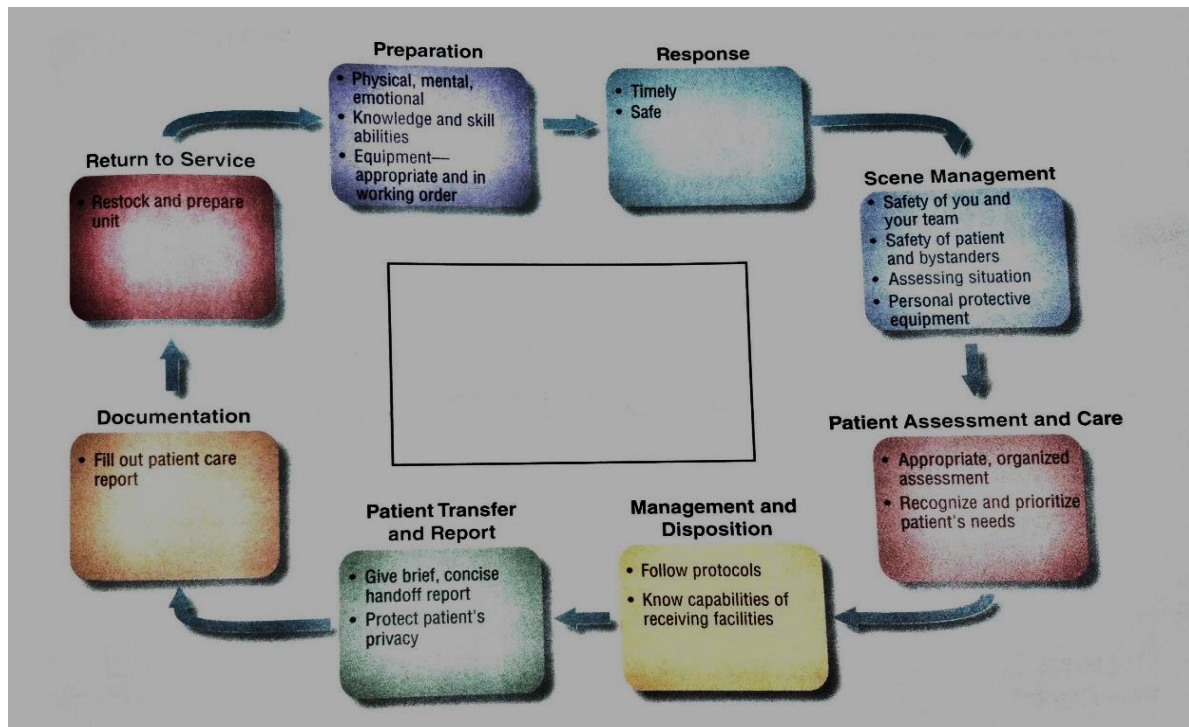 Preparation
• Physical, mental,
emotional
• Knowledge and skill
abilities
• Equipment—
appropriate and in
working order
Response
• Timely
• Safe
Scene Management
• Safety of you and
your team
• Safety of patient
and bystanders
• Assessing situation
• Personal protective
equipment
Patient Assessment and Care
• Appropriate, organized
assessment
• Recognize and prioritize
patient's needs
Management and
Disposition
• Follow protocols
• Know capabilities of
receiving facilities
Patient Transfer
and Report
• Give brief, concise
handoff report
• Protect patient's
privacy
Documentation
• Fill out patient care
report
Return to Service
• Restock and prepare
unit